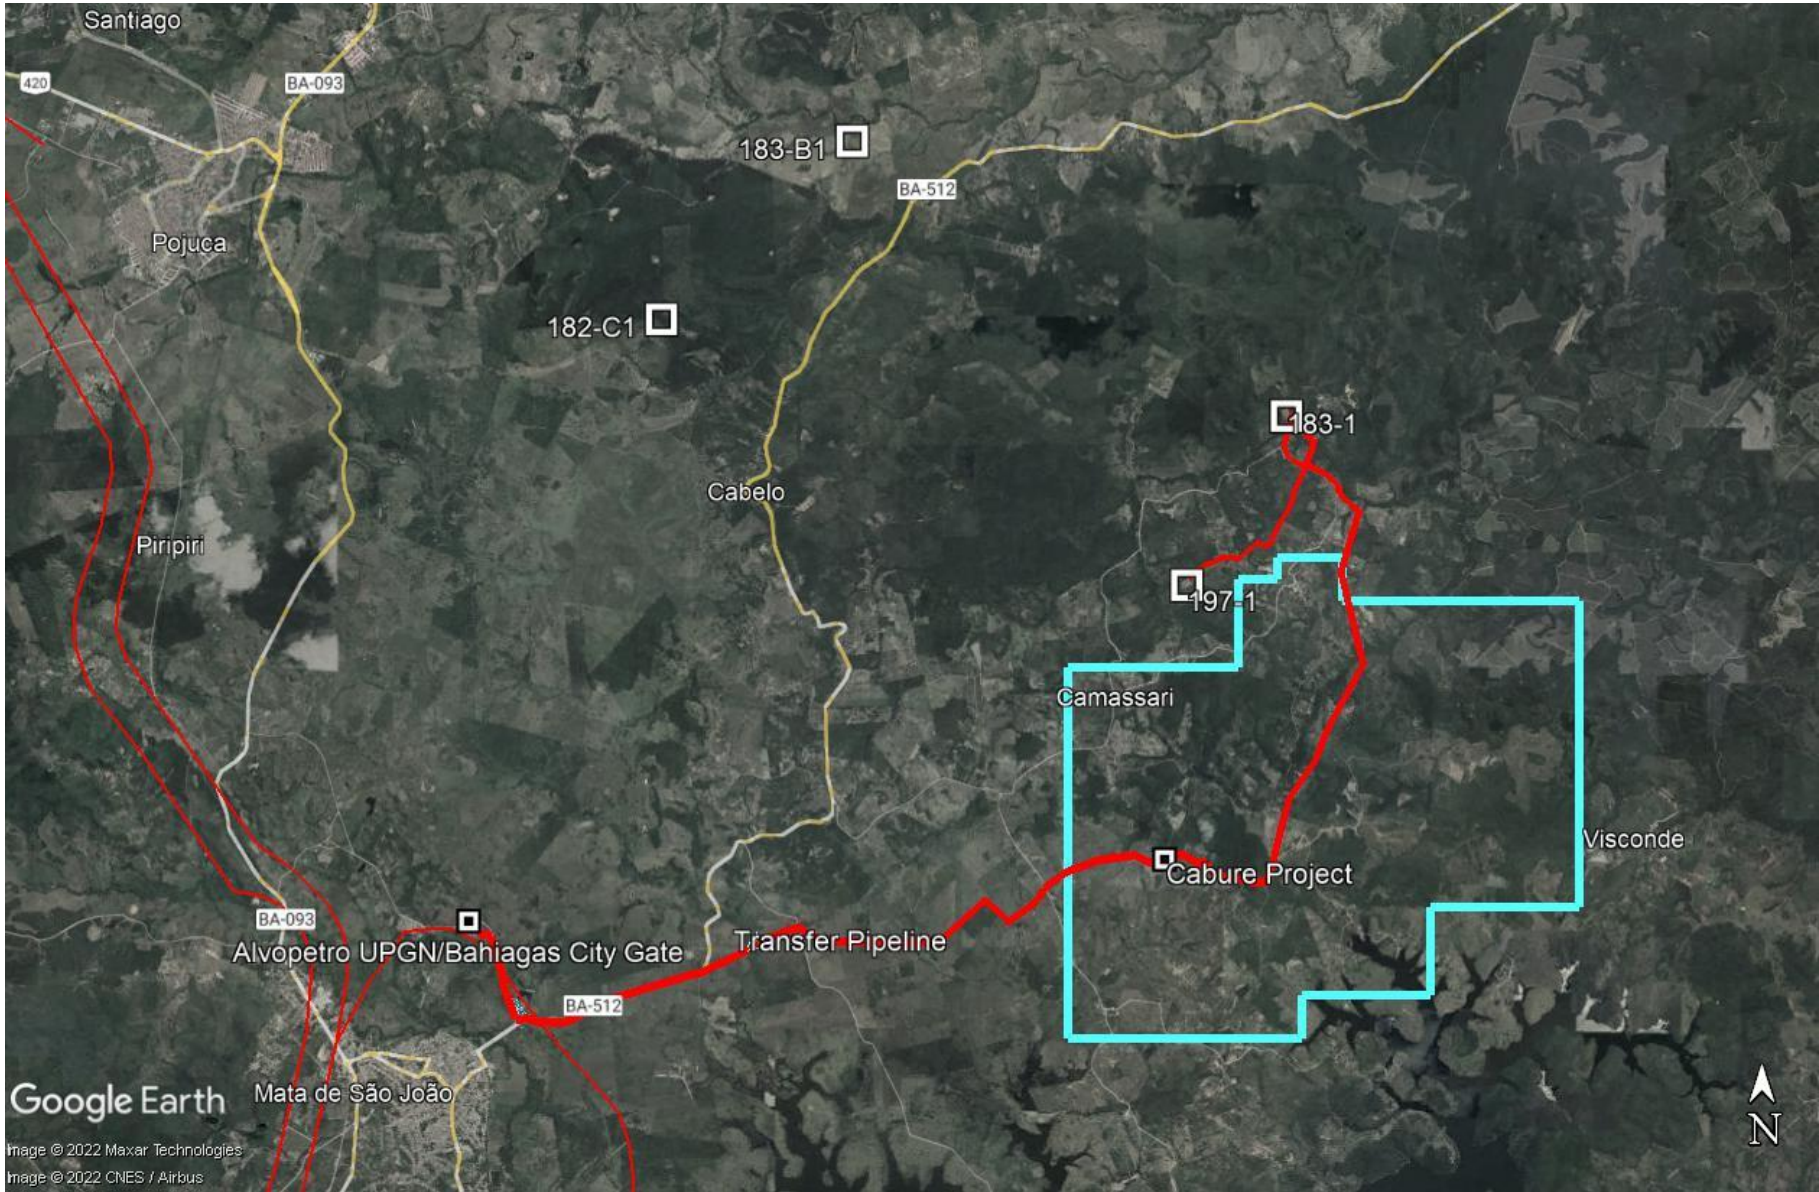 Santiago
420
BA-093
183-B1
BA-512
Pojuca
182-C1
183-1
Cabelo
Piripiri
197-1
Camassari
Visconde
Cabure Project
BA-093
Alvopetro UPGN/Bahiagas City Gate
Transfer Pipeline
BA-512
Mata de São João
Google Earth
N
Image © 2022 Maxar Technologies
Image © 2022 CNES / Airbus